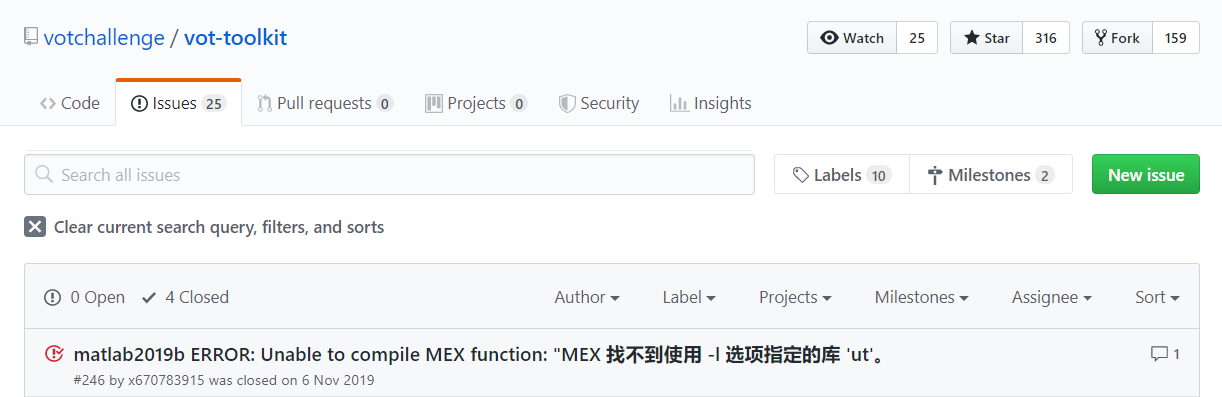 votchallenge / vot-toolkit
Watch 25 Star 316 Fork 159
Code Issues 25 Pull requests 0 Projects 0 Security Insights
Search all issues Labels 10 Milestones 2 New issue
Clear current search query, filters, and sorts
0 Open 4 Closed Author Label Projects Milestones Assignee Sort
matlab2019b ERROR: Unable to compile MEX function: "MEX 找不到使用 -l 选项指定的库 'ut'。 1
#246 by x670783915 was closed on 6 Nov 2019